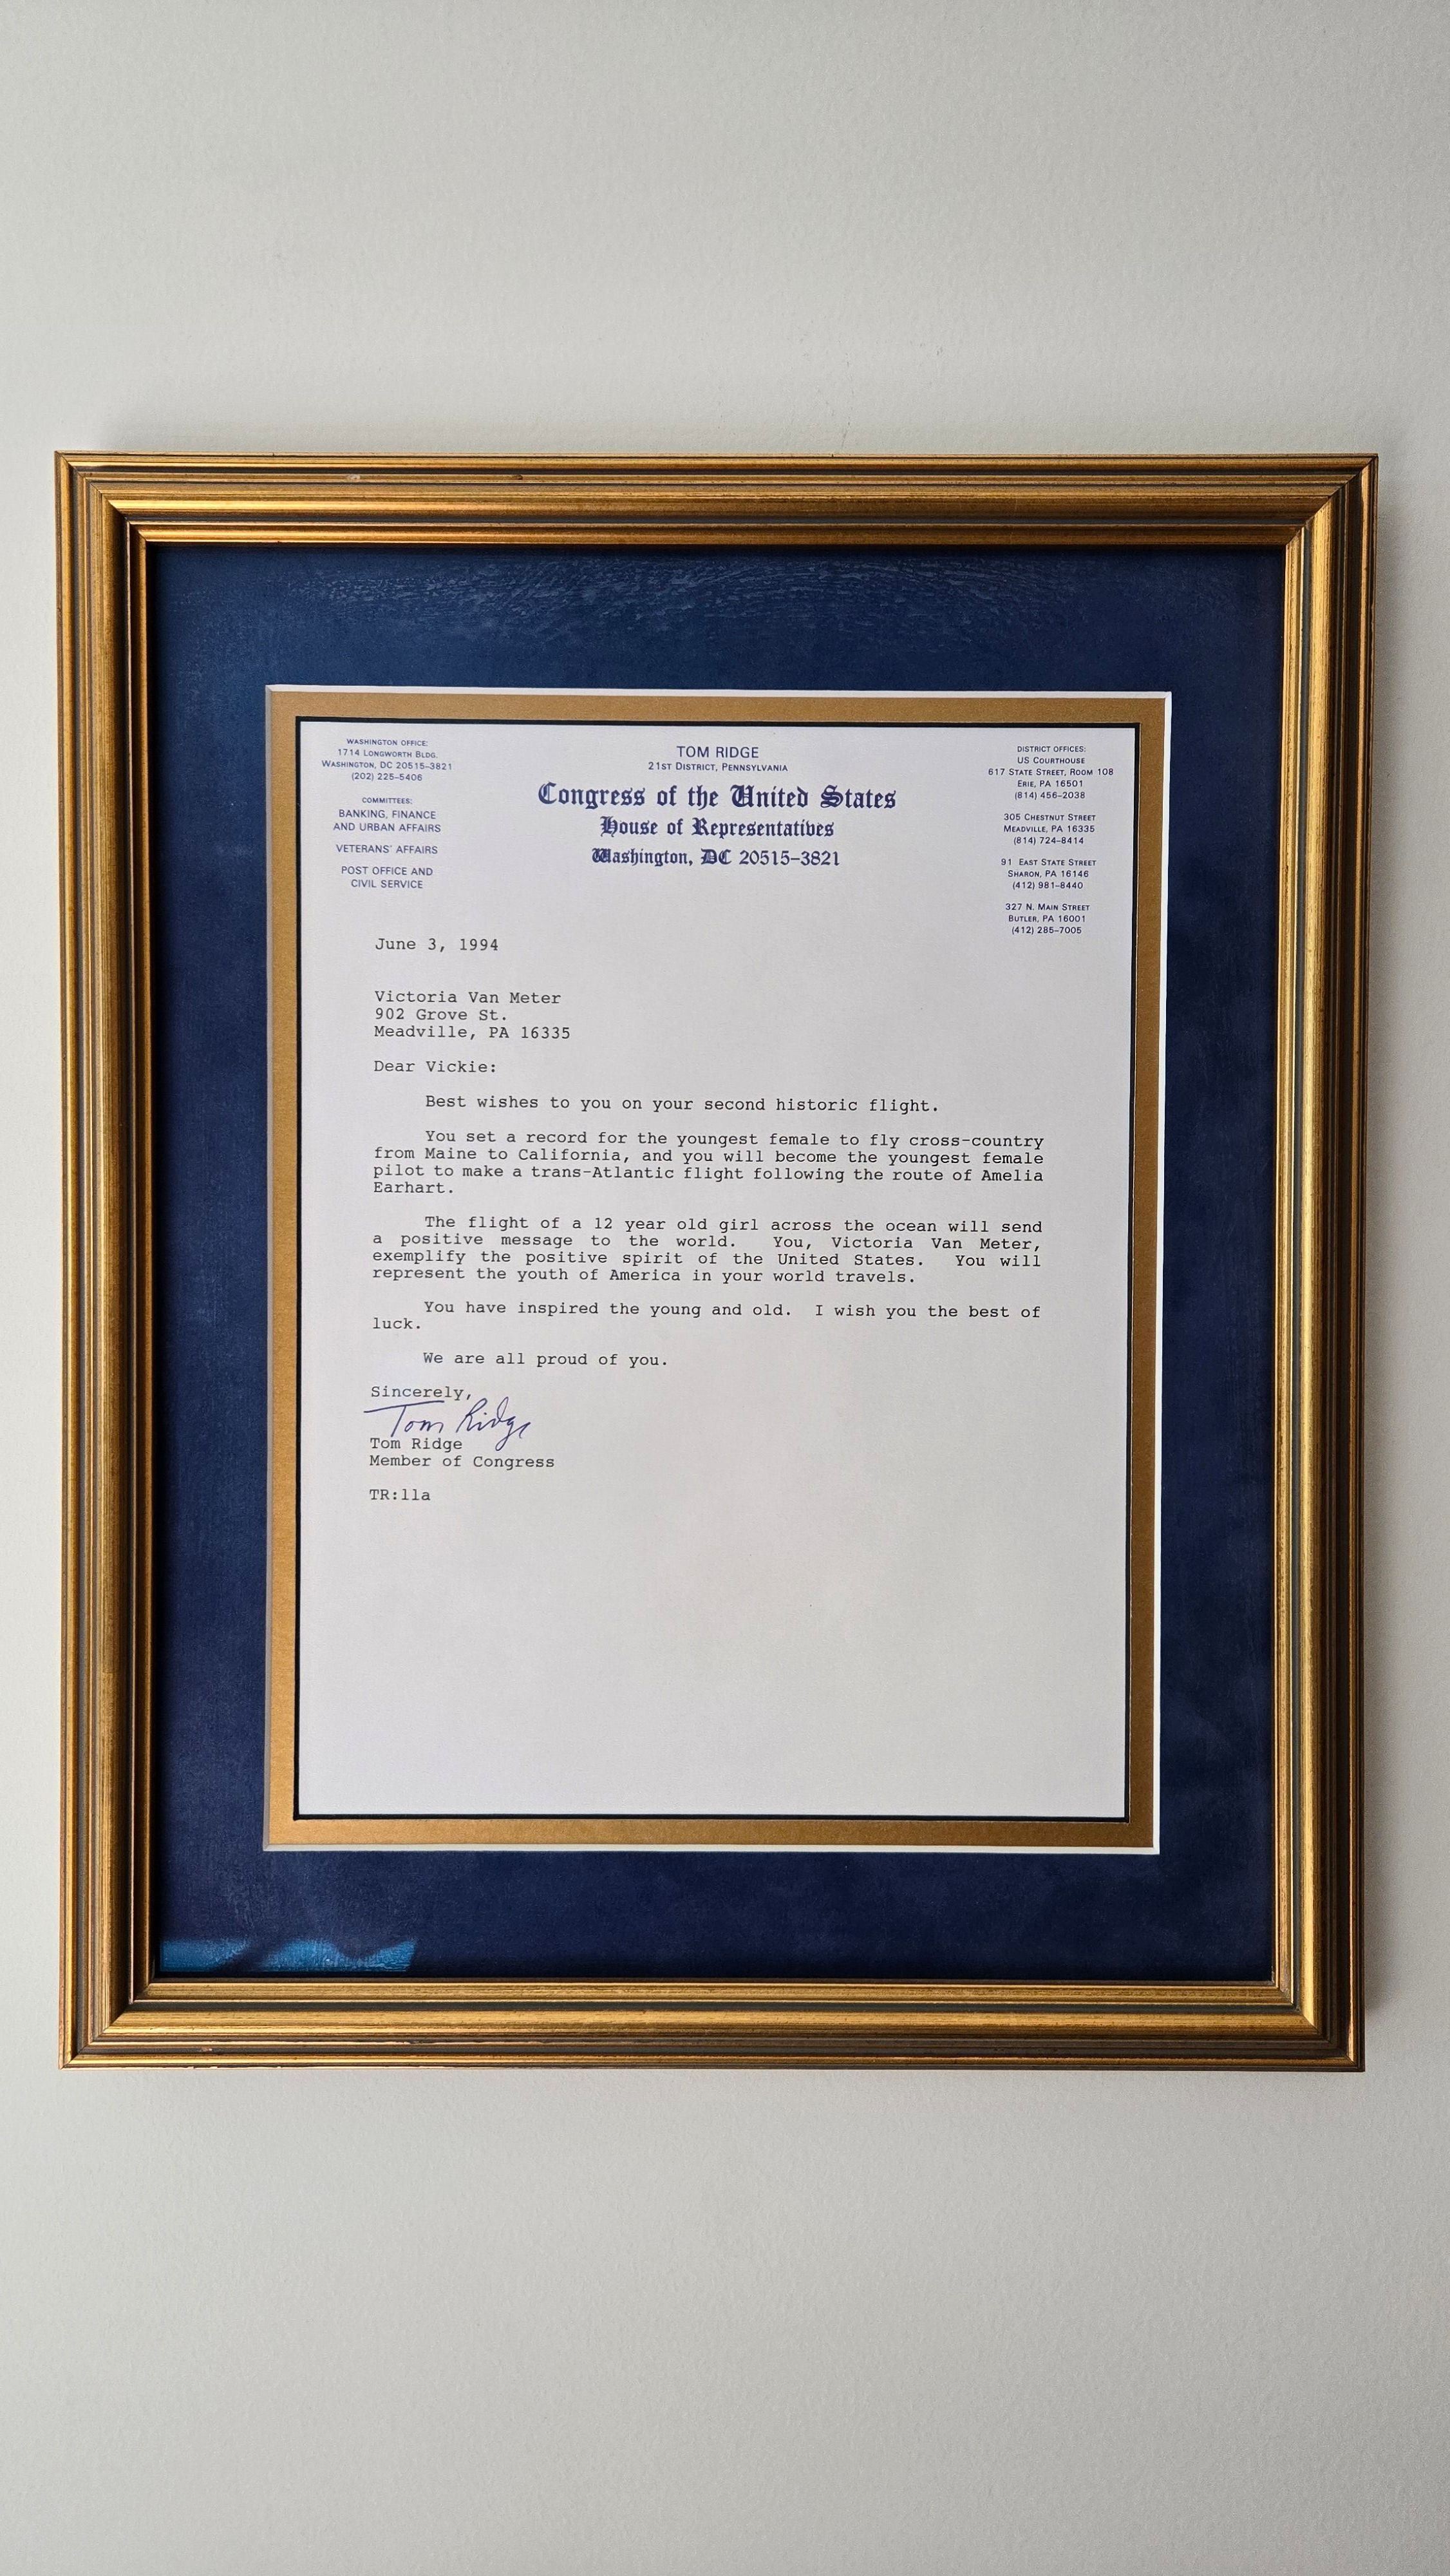 WASHINGTON OFFICE:
1714 LONGWORTH BLDG.
WASHINGTON, DC 20515–3821
(202) 225–5406
COMMITTEES:
BANKING, FINANCE
AND URBAN AFFAIRS
VETERANS' AFFAIRS
POST OFFICE AND
CIVIL SERVICE
TOM RIDGE
21ST DISTRICT, PENNSYLVANIA
Congress of the United States
House of Representatives
Washington, DC 20515–3821
DISTRICT OFFICES:
US COURTHOUSE
617 STATE STREET, ROOM 108
ERIE, PA 16501
(814) 456–2038
305 CHESTNUT STREET
MEADVILLE, PA 16335
(814) 724–8414
91 EAST STATE STREET
SHARON, PA 16146
(412) 981–8440
327 N. MAIN STREET
BUTLER, PA 16001
(412) 285–7005
June 3, 1994
Victoria Van Meter
902 Grove St.
Meadville, PA 16335
Dear Vickie:
Best wishes to you on your second historic flight.
You set a record for the youngest female to fly cross-country
from Maine to California, and you will become the youngest female
pilot to make a trans-Atlantic flight following the route of Amelia
Earhart.
The flight of a 12 year old girl across the ocean will send
a positive message to the world. You, Victoria Van Meter,
exemplify the positive spirit of the United States. You will
represent the youth of America in your world travels.
You have inspired the young and old. I wish you the best of
luck.
We are all proud of you.
Sincerely,
Tom Ridge
Tom Ridge
Member of Congress
TR:lla